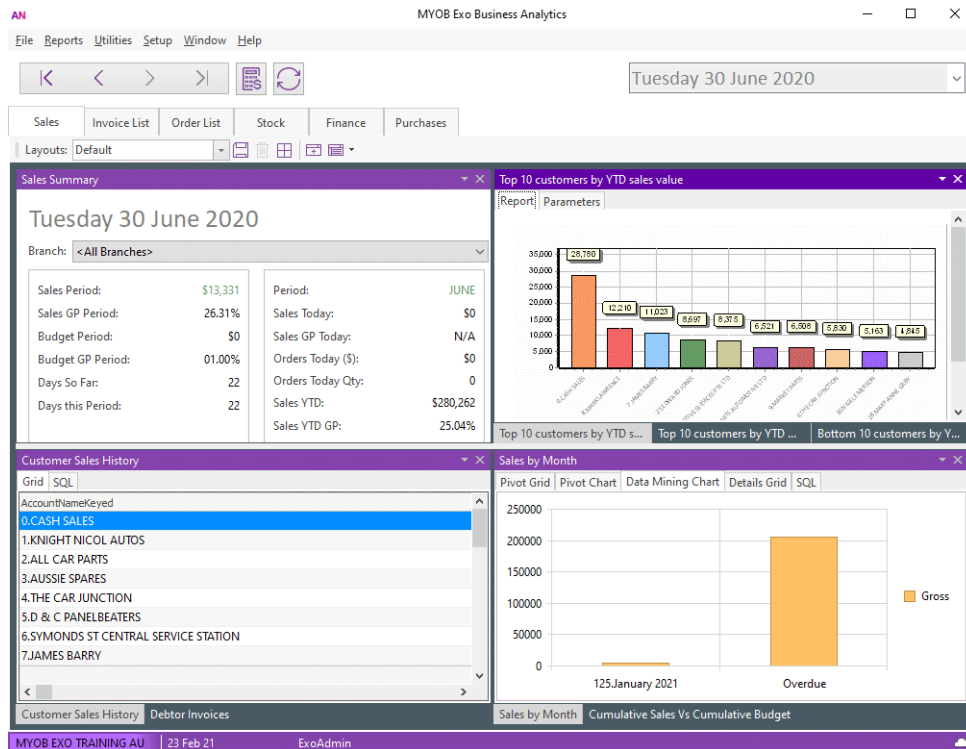 AN MYOB Exo Business Analytics
File Reports Utilities Setup Window Help
Tuesday 30 June 2020
Sales Invoice List Order List Stock Finance Purchases
Layouts: Default
Sales Summary
Tuesday 30 June 2020
Branch: <All Branches>
Sales Period: $13,331
Sales GP Period: 26.31%
Budget Period: $0
Budget GP Period: 01.00%
Days So Far: 22
Days this Period: 22
Period: JUNE
Sales Today: $0
Sales GP Today: N/A
Orders Today ($): $0
Orders Today Qty: 0
Sales YTD: $280,262
Sales YTD GP: 25.04%
Top 10 customers by YTD sales value
Report Parameters
35,000
30,000
25,000
20,000
15,000
10,000
5,000
0
28,780
12,210
11,023
8,697
8,375
6,521
6,508
5,830
5,163
4,845
0.CASH SALES
7.JAMES BARRY
Top 10 customers by YTD s... Top 10 customers by YTD ... Bottom 10 customers by Y...
Customer Sales History
Grid SQL
AccountNameKeyed
0.CASH SALES
1.KNIGHT NICOL AUTOS
2.ALL CAR PARTS
3.AUSSIE SPARES
4.THE CAR JUNCTION
5.D & C PANELBEATERS
6.SYMONDS ST CENTRAL SERVICE STATION
7.JAMES BARRY
Customer Sales History Debtor Invoices
Sales by Month
Pivot Grid Pivot Chart Data Mining Chart Details Grid SQL
250000
200000
150000
100000
50000
0
125.January 2021 Overdue
Gross
Sales by Month Cumulative Sales Vs Cumulative Budget
MYOB EXO TRAINING AU 23 Feb 21 ExoAdmin